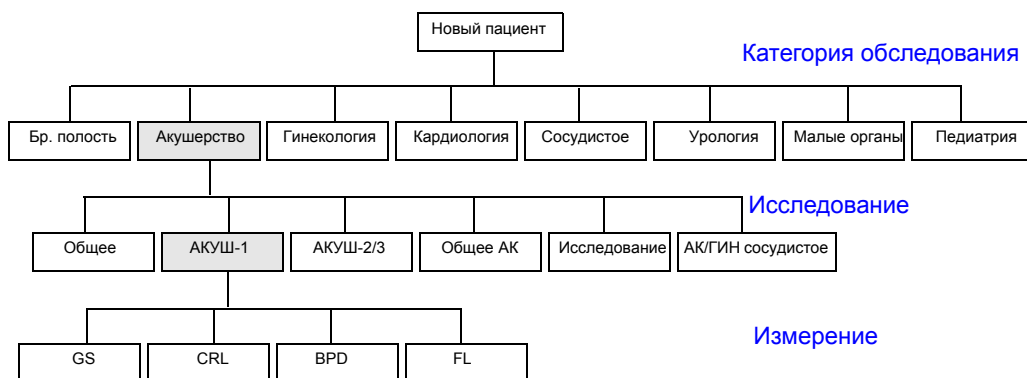 Новый пациент
Категория обследования
Бр. полость Акушерство Гинекология Кардиология Сосудистое Урология Малые органы Педиатрия
Исследование
Общее АКУШ-1 АКУШ-2/3 Общее АК Исследование АК/ГИН сосудистое
Измерение
GS CRL BPD FL